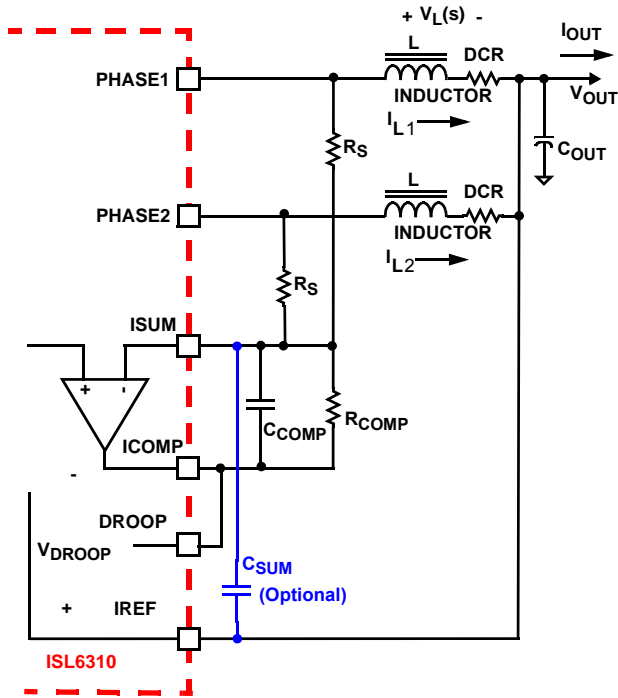 + VL(s) -
IOUT
L
DCR
PHASE1
INDUCTOR
VOUT
IL1
COUT
RS
L
DCR
PHASE2
INDUCTOR
IL2
RS
ISUM
+ -
CCOMP
RCOMP
ICOMP
-
DROOP
VDROOP
CSUM
(Optional)
+
IREF
ISL6310